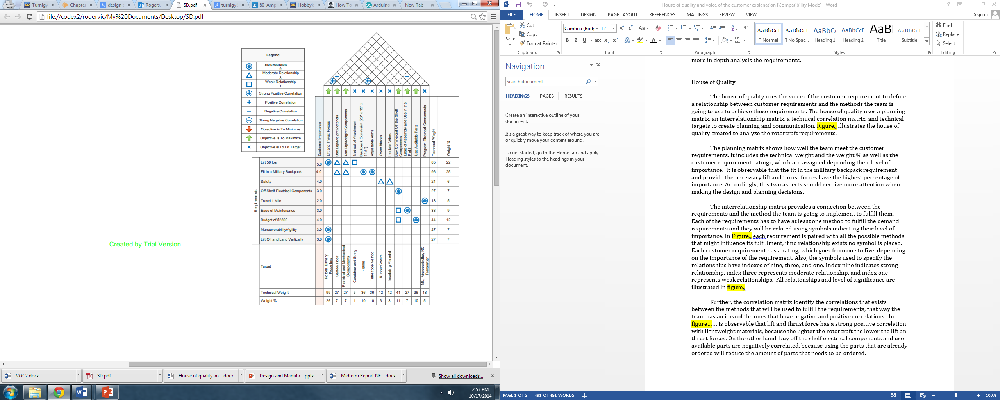 Turnigy
Chapter
design c
Rogers,
SD.pdf
turnigy
80-Amp
Hobbyk
How To
Arduino
New Tab
file://codex2/rogervic/My%20Documents/Desktop/SD.pdf
Legend
Strong Relationship
9
Moderate Relationship
3
Weak Relationship
1
Strong Positive Correlation
Positive Correlation
Negative Correlation
Strong Negative Correlation
Objective is To Minimize
Objective is To Maximize
Objective is To Hit Target
Customer Importance
Lift and Thrust Forces
Use Lightweight Materials
Use Lightweight Components
Method of Attachment
Backpack Constraint (23" x 15" x
14.5")
Adjustable Arms
Cover Blades
Insulate Wires
Buy Commercial Off the Shelf
Components
Ease of Assembly and Use in the
Field
Use Available Parts
Program Electrical Components
Technical Weight
Weight %
Requirements
Lift 50 lbs 5.0 85 22
Fit in a Military Backpack 4.0 96 25
Safety 4.0 24 6
Off Shelf Electrical Components 3.0 27 7
Travel 1 Mile 2.0 18 5
Ease of Maintenance 3.0 33 9
Budget of $2500 4.0 44 12
Maneuverability/Agility 3.0 27 7
Lift Off and Land Vertically 3.0 27 7
Created by Trial Version
Target
Rotors, Battery,
Propellers
Carbon Fiber
Electrical and Mechanical
Components
Carabiner and String
Frame
Telescope Method
Rubber Covers
Insulating Material
IMU, Microcontroller, RC
Transmitter
Technical Weight 99 27 27 5 36 36 12 12 41 27 36 18
Weight % 26 7 7 1 10 10 3 3 11 7 10 5
VOC2.docx
SD.pdf
House of quality an....docx
Design and Manufa....pptx
Midterm Report NE....docx
Show all downloads...
2:53 PM
10/17/2014
House of quality and voice of the customer explanation [Compatibility Mode] - Word
FILE HOME INSERT DESIGN PAGE LAYOUT REFERENCES MAILINGS REVIEW VIEW
Sign in
Paste
Cut
Copy
Format Painter
Clipboard
Cambria (Body 12
Font
Paragraph
AaBbCcI AaBbCcI AaBbC AaBbCcD AaB AaBbCcI
¶ Normal ¶ No Spac... Heading 1 Heading 2 Title Subtitle
Styles
Find
Replace
Select
Editing
Navigation
Search document
HEADINGS PAGES RESULTS
Create an interactive outline of your
document.
It's a great way to keep track of where you are
or quickly move your content around.
To get started, go to the Home tab and apply
Heading styles to the headings in your
document.
more in depth analysis the requirements.
House of Quality
The house of quality uses the voice of the customer requirement to define
a relationship between customer requirements and the methods the team is
going to use to achieve those requirements. The house of quality uses a planning
matrix, an interrelationship matrix, a technical correlation matrix, and technical
targets to create planning and communication. Figure.. Illustrates the house of
quality created to analyze the rotorcraft requirements.
The planning matrix shows how well the team meet the customer
requirements. It includes the technical weight and the weight % as well as the
customer requirement ratings, which are assigned depending their level of
importance.  It is observable that the fit in the military backpack requirement
and provide the necessary lift and thrust forces have the highest percentage of
importance. Accordingly, this two aspects should receive more attention when
making the design and planning decisions.
The interrelationship matrix provides a connection between the
requirements and the method the team is going to implement to fulfill them.
Each of the requirements has to have at least one method to fulfill the demand
requirements and they will be related using symbols indicating their level of
importance. In Figure.. each requirement is paired with all the possible methods
that might influence its fulfillment, if no relationship exists no symbol is placed.
Each customer requirement has a rating, which goes from one to five, depending
on the importance of the requirement. Also, the symbols used to specify the
relationships have indexes of nine, three, and one. Index nine indicates strong
relationship, index three represents moderate relationship, and index one
represents weak relationships.  All relationships and level of significance are
illustrated in figure..
Further, the correlation matrix identify the correlations that exists
between the methods that will be used to fulfill the requirements, that way the
team has an idea of the ones that have negative and positive correlations.  In
figure... it is observable that lift and thrust force has a strong positive correlation
with lightweight materials, because the lighter the rotorcraft the lower the lift an
thrust forces. On the other hand, buy off the shelf electrical components and use
available parts are negatively correlated, because using the parts that are already
ordered will reduce the amount of parts that needs to be ordered.
PAGE 1 OF 2 491 OF 491 WORDS
100%